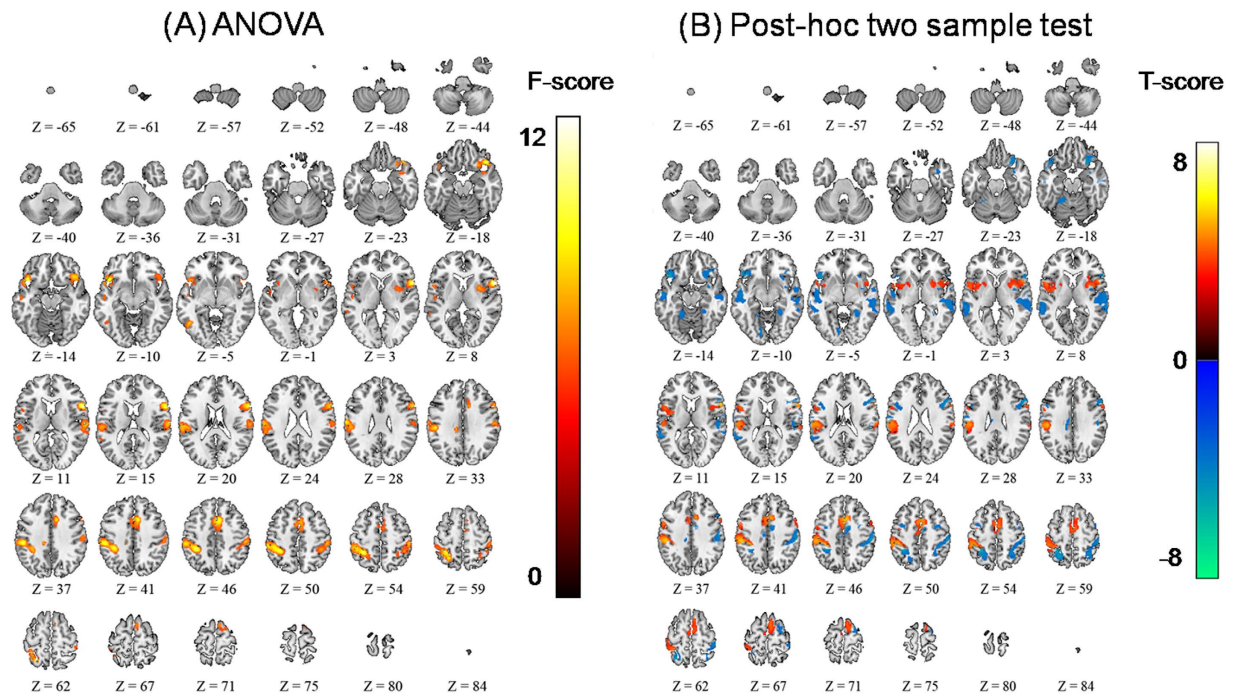 (A) ANOVA
(B) Post-hoc two sample test
F-score
T-score
Z = -65 Z = -61 Z = -57 Z = -52 Z = -48 Z = -44
Z = -40 Z = -36 Z = -31 Z = -27 Z = -23 Z = -18
Z = -14 Z = -10 Z = -5 Z = -1 Z = 3 Z = 8
Z = 11 Z = 15 Z = 20 Z = 24 Z = 28 Z = 33
Z = 37 Z = 41 Z = 46 Z = 50 Z = 54 Z = 59
Z = 62 Z = 67 Z = 71 Z = 75 Z = 80 Z = 84
12
0
Z = -65 Z = -61 Z = -57 Z = -52 Z = -48 Z = -44
Z = -40 Z = -36 Z = -31 Z = -27 Z = -23 Z = -18
Z = -14 Z = -10 Z = -5 Z = -1 Z = 3 Z = 8
Z = 11 Z = 15 Z = 20 Z = 24 Z = 28 Z = 33
Z = 37 Z = 41 Z = 46 Z = 50 Z = 54 Z = 59
Z = 62 Z = 67 Z = 71 Z = 75 Z = 80 Z = 84
8
0
-8